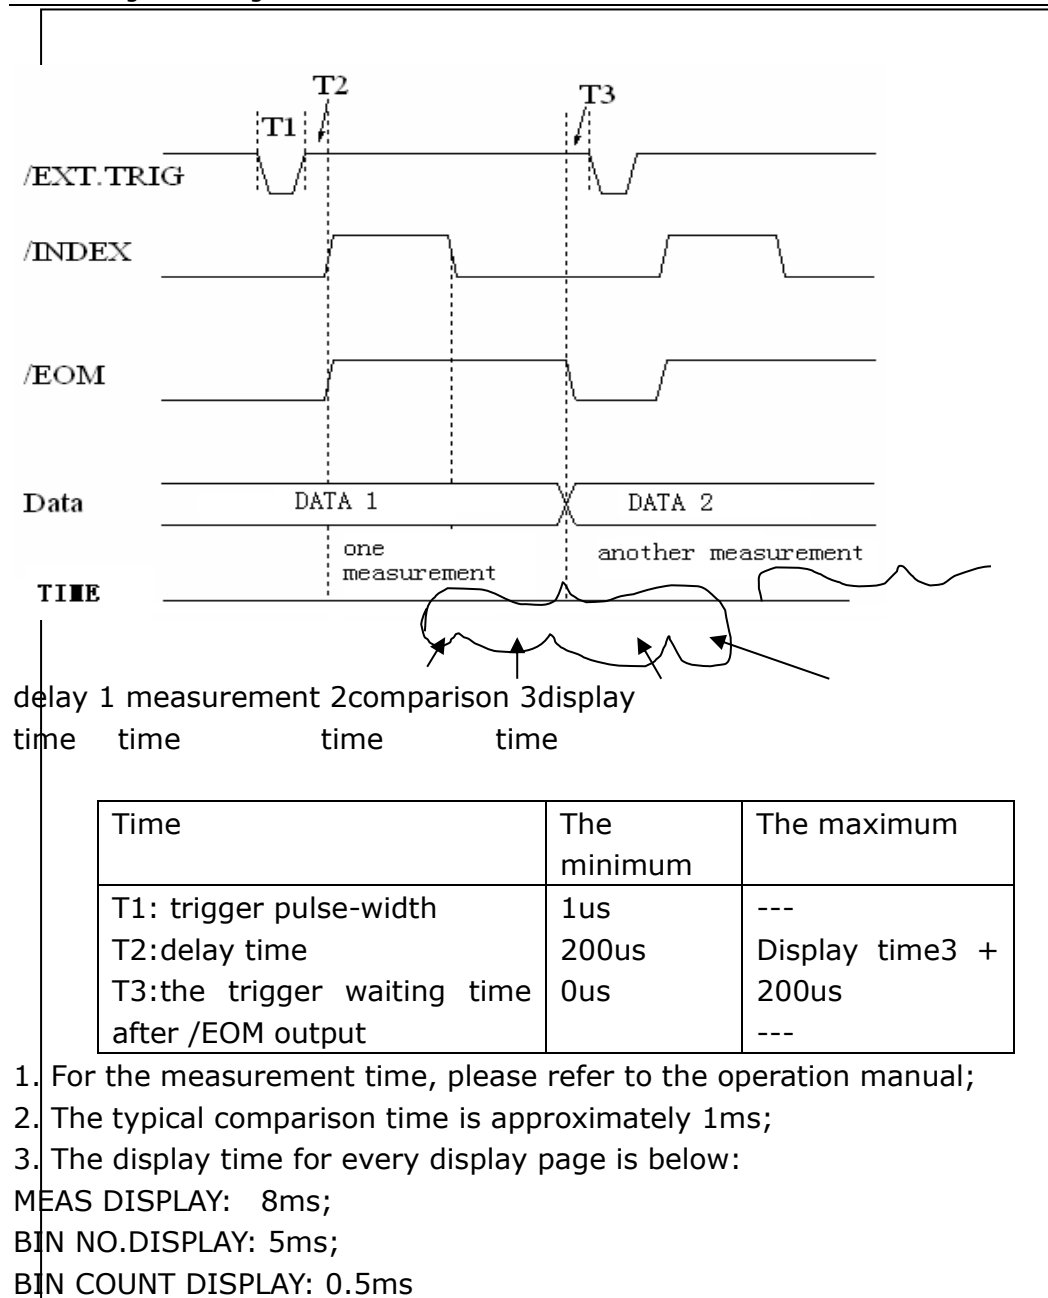 T2
T3
T1
/EXT.TRIG
/INDEX
/EOM
Data
DATA 1
DATA 2
one
measurement
another measurement
TIME
delay 1 measurement 2comparison 3display
time time time time
Time The minimum The maximum
T1: trigger pulse-width 1us ---
T2:delay time 200us Display time3 +
T3:the trigger waiting time 0us 200us
after /EOM output ---
1. For the measurement time, please refer to the operation manual;
2. The typical comparison time is approximately 1ms;
3. The display time for every display page is below:
MEAS DISPLAY: 8ms;
BIN NO.DISPLAY: 5ms;
BIN COUNT DISPLAY: 0.5ms